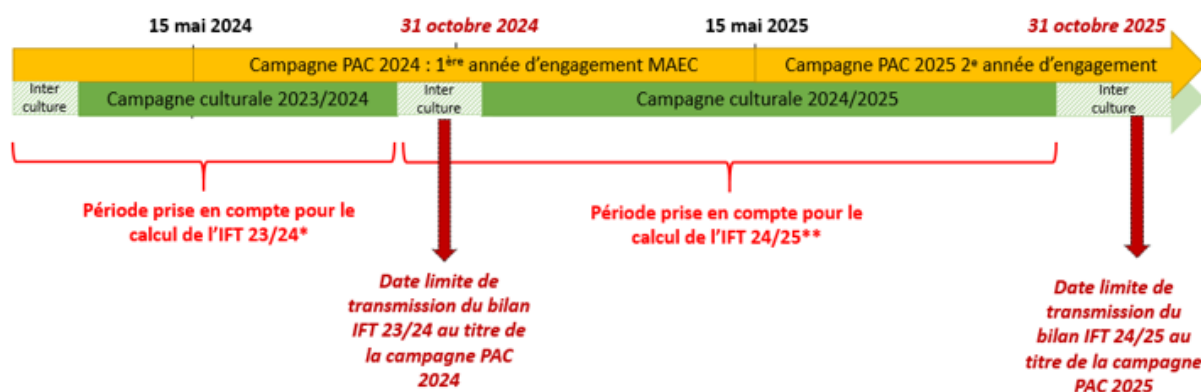 15 mai 2024
31 octobre 2024
15 mai 2025
31 octobre 2025
Campagne PAC 2024 : 1ère année d'engagement MAEC
Campagne PAC 2025 2e année d'engagement
Inter
culture
Campagne culturale 2023/2024
Inter
culture
Campagne culturale 2024/2025
Inter
culture
Période prise en compte pour le
calcul de l'IFT 23/24*
Période prise en compte pour le
calcul de l'IFT 24/25**
Date limite de
transmission du bilan
IFT 23/24 au titre de
la campagne PAC
2024
Date limite de
transmission du
bilan IFT 24/25 au
titre de la campagne
PAC 2025